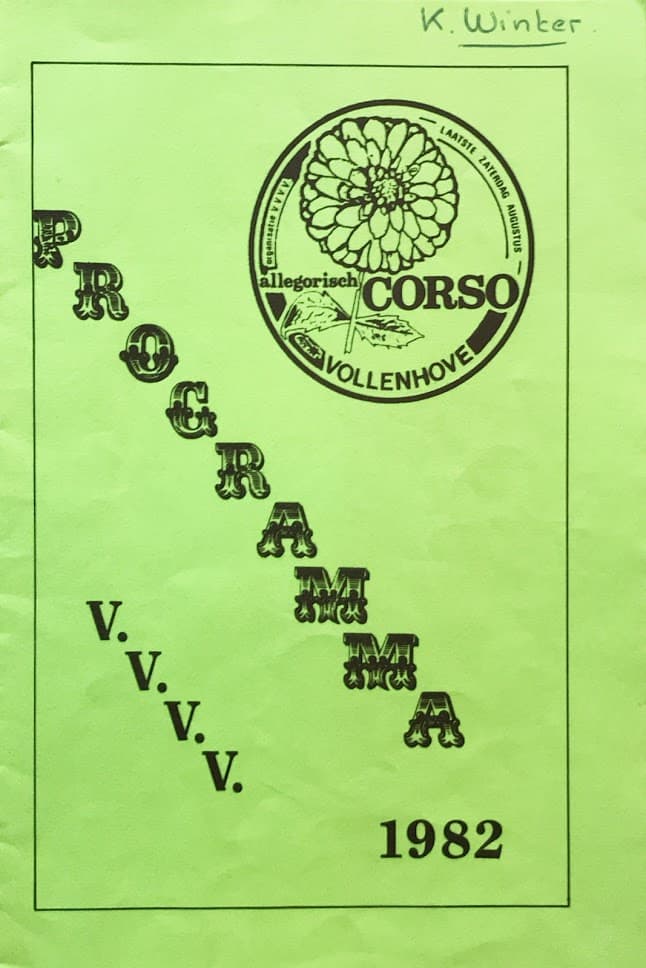 K. Winter.
LAATSTE ZATERDAG AUGUSTUS
organisatie V.V.V.V.
allegorisch CORSO
VOLLENHOVE
PROGRAMMA
V.V.V.V.
1982